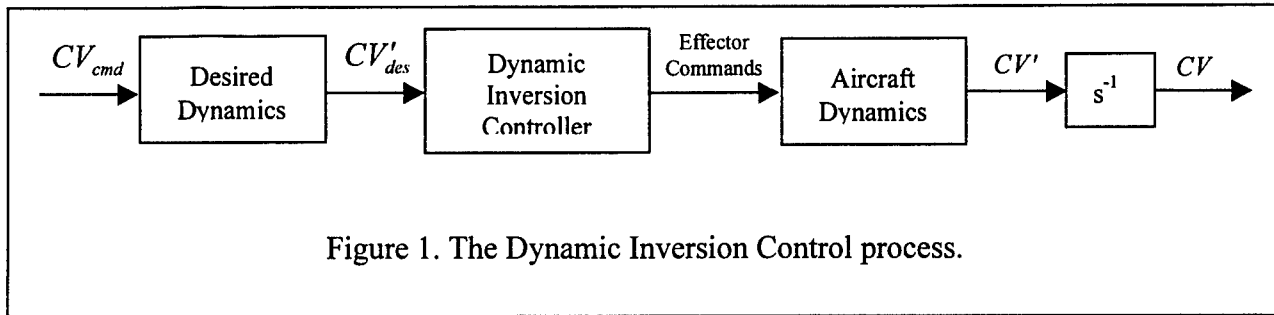 CV_cmd
Desired
Dynamics
CV'_des
Dynamic
Inversion
Controller
Effector
Commands
Aircraft
Dynamics
CV'
s⁻¹
CV
Figure 1. The Dynamic Inversion Control process.